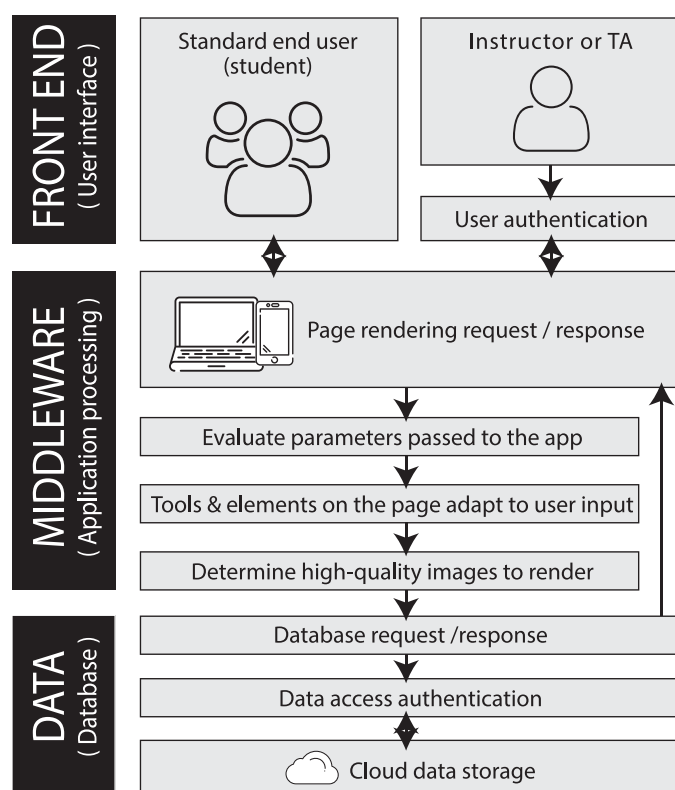 FRONT END
( User interface )
Standard end user
(student)
Instructor or TA
User authentication
MIDDLEWARE
( Application processing )
Page rendering request / response
Evaluate parameters passed to the app
Tools & elements on the page adapt to user input
Determine high-quality images to render
DATA
( Database )
Database request /response
Data access authentication
Cloud data storage